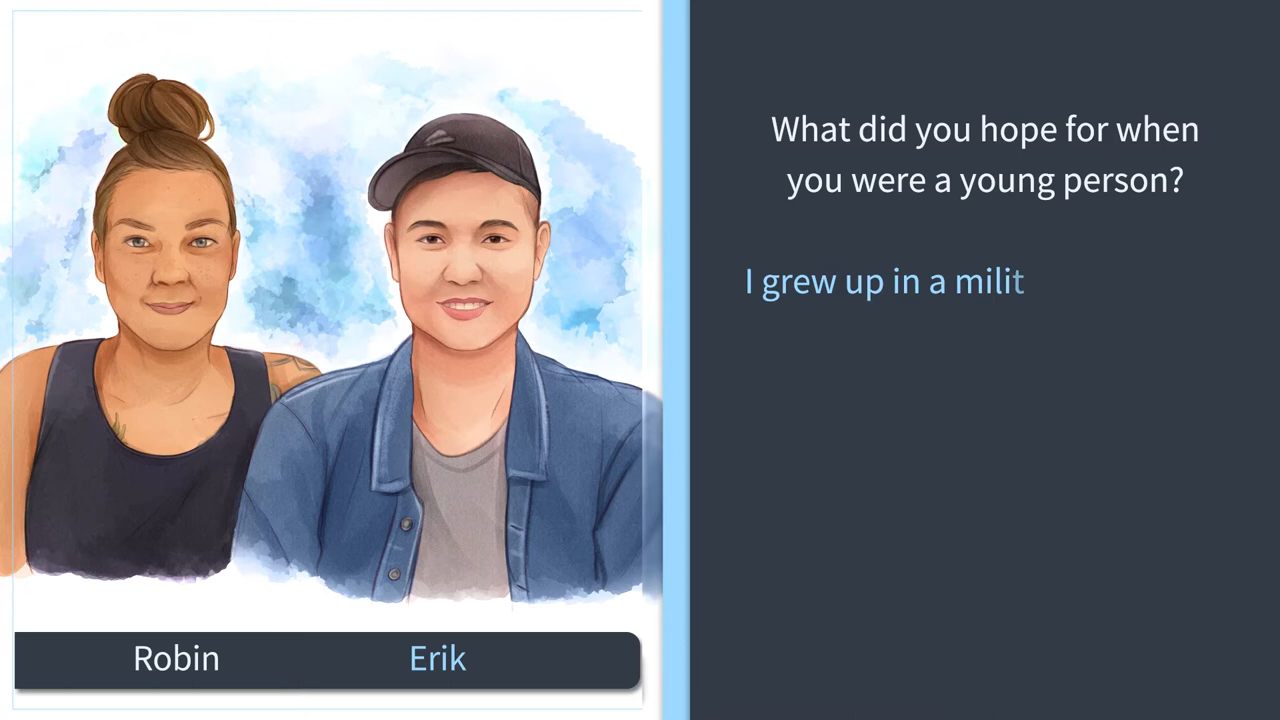 What did you hope for when
you were a young person?
I grew up in a milit
Robin
Erik